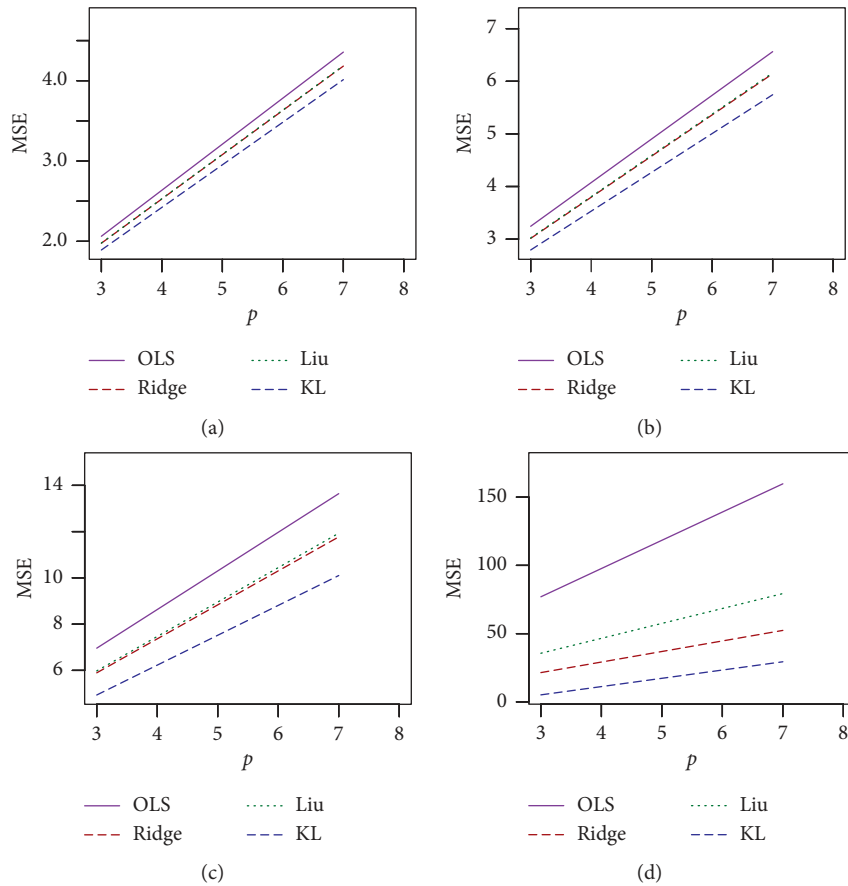 MSE
4.0
3.0
2.0
3 4 5 6 7 8
p
OLS Liu
Ridge KL
(a)
MSE
7
6
5
4
3
3 4 5 6 7 8
p
OLS Liu
Ridge KL
(b)
MSE
14
10
8
6
3 4 5 6 7 8
p
OLS Liu
Ridge KL
(c)
MSE
150
100
50
0
3 4 5 6 7 8
p
OLS Liu
Ridge KL
(d)